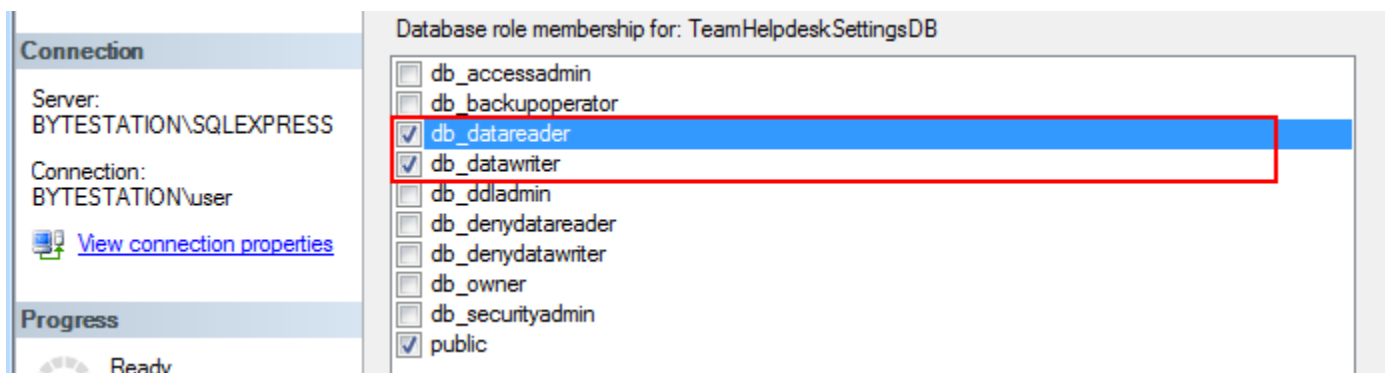 Connection
Server:
BYTESTATION\SQLEXPRESS
Connection:
BYTESTATION\user
View connection properties
Progress
Ready
Database role membership for: TeamHelpdeskSettingsDB
db_accessadmin
db_backupoperator
db_datareader
db_datawriter
db_ddladmin
db_denydatareader
db_denydatawriter
db_owner
db_securityadmin
public